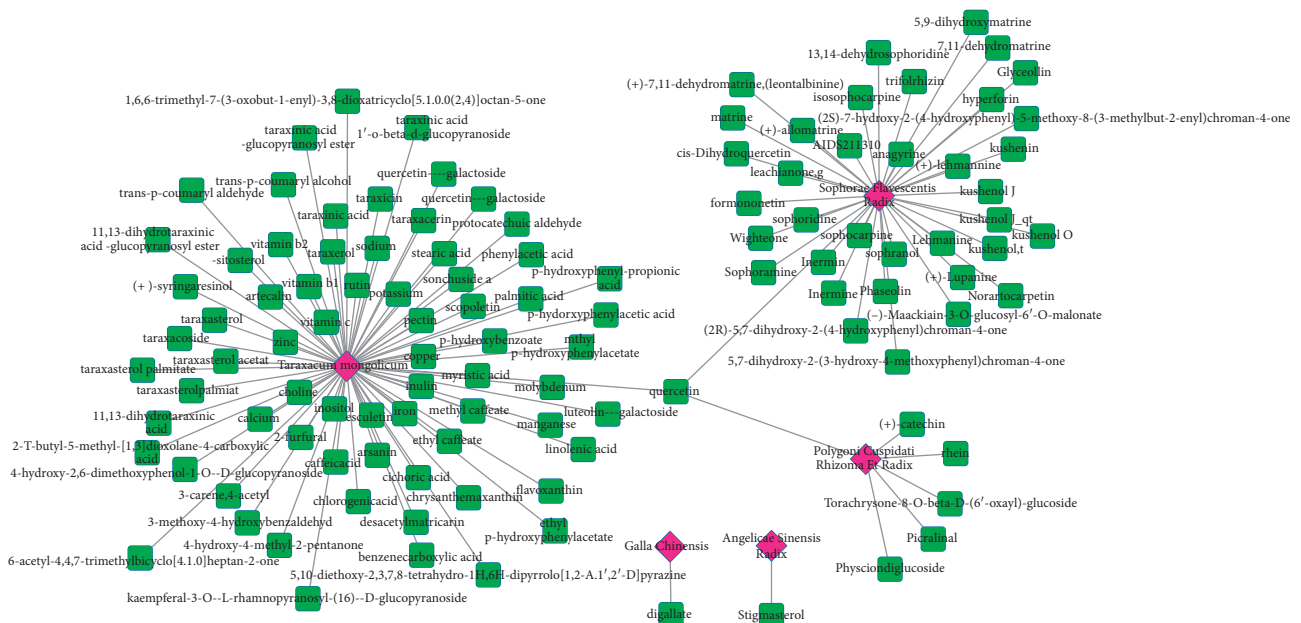 5,9-dihydroxymatrine
13,14-dehydrosophoridine
7,11-dehydromatrine
Glyceollin
(+)-7,11-dehydromatrine,(leontalbinine)
trifolrhizin
isosophocarpine
hyperforin
1,6,6-trimethyl-7-(3-oxobut-1-enyl)-3,8-dioxatricyclo[5.1.0.0(2,4)]octan-5-one
matrine
(2S)-7-hydroxy-2-(4-hydroxyphenyl)-5-methoxy-8-(3-methylbut-2-enyl)chroman-4-one
taraxinic acid
1′-o-beta-d-glucopyranoside
(+)-allomatrine
taraxinic acid
-glucopyranosyl ester
AIDS211310
kushenin
cis-Dihydroquercetin
anagyrine
(+)-lehmannine
leachianone,g
quercetin---galactoside
trans-p-coumaryl alcohol
trans-p-coumaryl aldehyde
taraxicin
quercetin---galactoside
Sophorae Flavescentis
Radix
kushenol J
formononetin
taraxinic acid
taraxacerin
protocatechuic aldehyde
sophoridine
kushenol J_qt
kushenol O
11,13-dihydrotaraxinic
acid -glucopyranosyl ester
vitamin b2
sodium
Wighteone
sophocarpine
Lehmanine
kushenol,t
-sitosterol
taraxerol
stearic acid
phenylacetic acid
Inermin
sophranol
Sophoramine
(+)-Lupanine
p-hydroxyphenyl-propionic
acid
(+ )-syringaresinol
artecalin
vitamin b1
rutin
potassium
sonchuside a
palmitic acid
Inermine
Phaseolin
Norartocarpetin
scopoletin
p-hydorxyphenylacetic acid
(−)-Maackiain-3-O-glucosyl-6′-O-malonate
taraxasterol
vitamin c
pectin
(2R)-5,7-dihydroxy-2-(4-hydroxyphenyl)chroman-4-one
taraxacoside
zinc
p-hydroxybenzoate
mthyl
p-hydroxyphenylacetate
taraxasterol acetat
copper
5,7-dihydroxy-2-(3-hydroxy-4-methoxyphenyl)chroman-4-one
taraxasterol palmitate
Taraxacum mongolicum
myristic acid
taraxasterolpalmiat
choline
inulin
molybdenum
quercetin
11,13-dihydrotaraxinic
acid
calcium
inositol
esculetin
iron
methyl caffeate
luteolin---galactoside
manganese
(+)-catechin
2-T-butyl-5-methyl-[1,3]dioxolane-4-carboxylic
acid
2-furfural
ethyl caffeate
linolenic acid
Polygoni Cuspidati
Rhizoma Et Radix
rhein
4-hydroxy-2,6-dimethoxyphenol-1-O--D-glucopyranoside
caffeicacid
arsanin
cichoric acid
flavoxanthin
3-carene,4-acetyl
chlorogenicacid
chrysanthemaxanthin
Torachrysone-8-O-beta-D-(6′-oxayl)-glucoside
3-methoxy-4-hydroxybenzaldehyd
desacetylmatricarin
ethyl
p-hydroxyphenylacetate
Picralinal
4-hydroxy-4-methyl-2-pentanone
Galla Chinensis
Angelicae Sinensis
Radix
6-acetyl-4,4,7-trimethylbicyclo[4.1.0]heptan-2-one
benzenecarboxylic acid
Physciondiglucoside
5,10-diethoxy-2,3,7,8-tetrahydro-1H,6H-dipyrrolo[1,2-A.1′,2′-D]pyrazine
kaempferal-3-O--L-rhamnopyranosyl-(16)--D-glucopyranoside
digallate
Stigmasterol